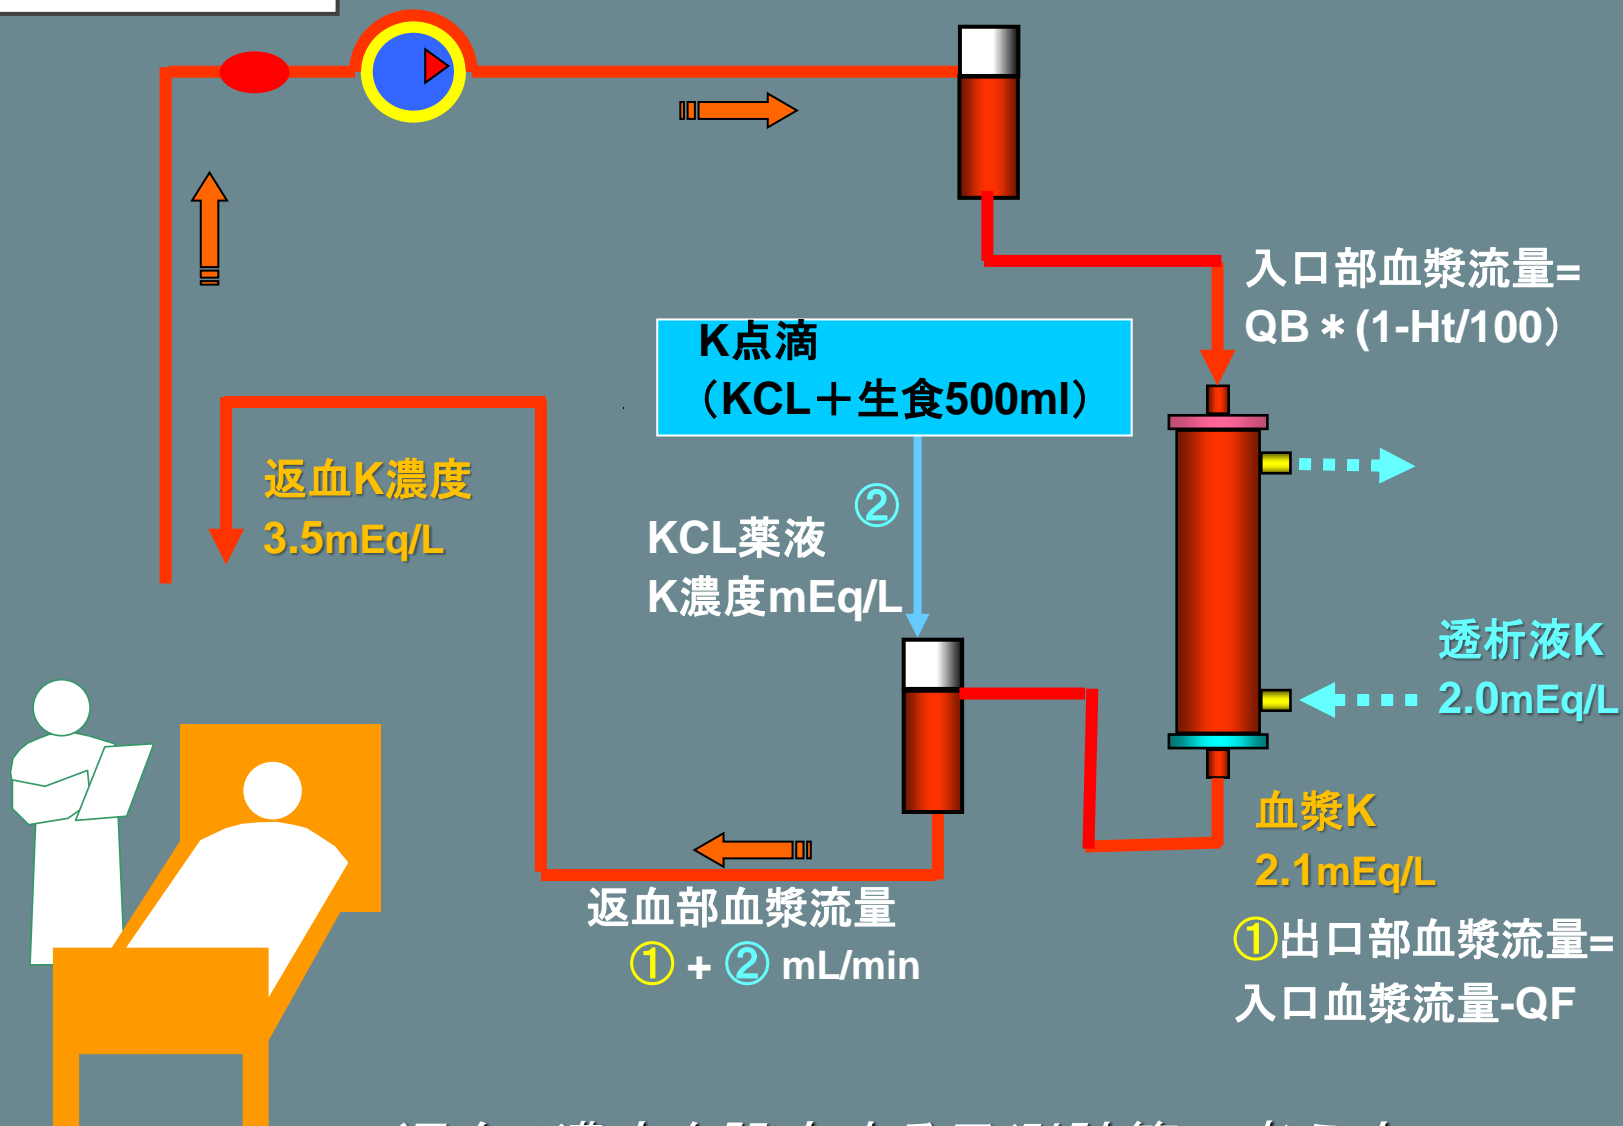 入口部血漿流量=
QB＊(1-Ht/100）
K点滴
（KCL＋生食500ml）
返血K濃度
3.5mEq/L
②
KCL薬液
K濃度mEq/L
透析液K
2.0mEq/L
血漿K
2.1mEq/L
①出口部血漿流量=
入口血漿流量-QF
返血部血漿流量
① + ② mL/min